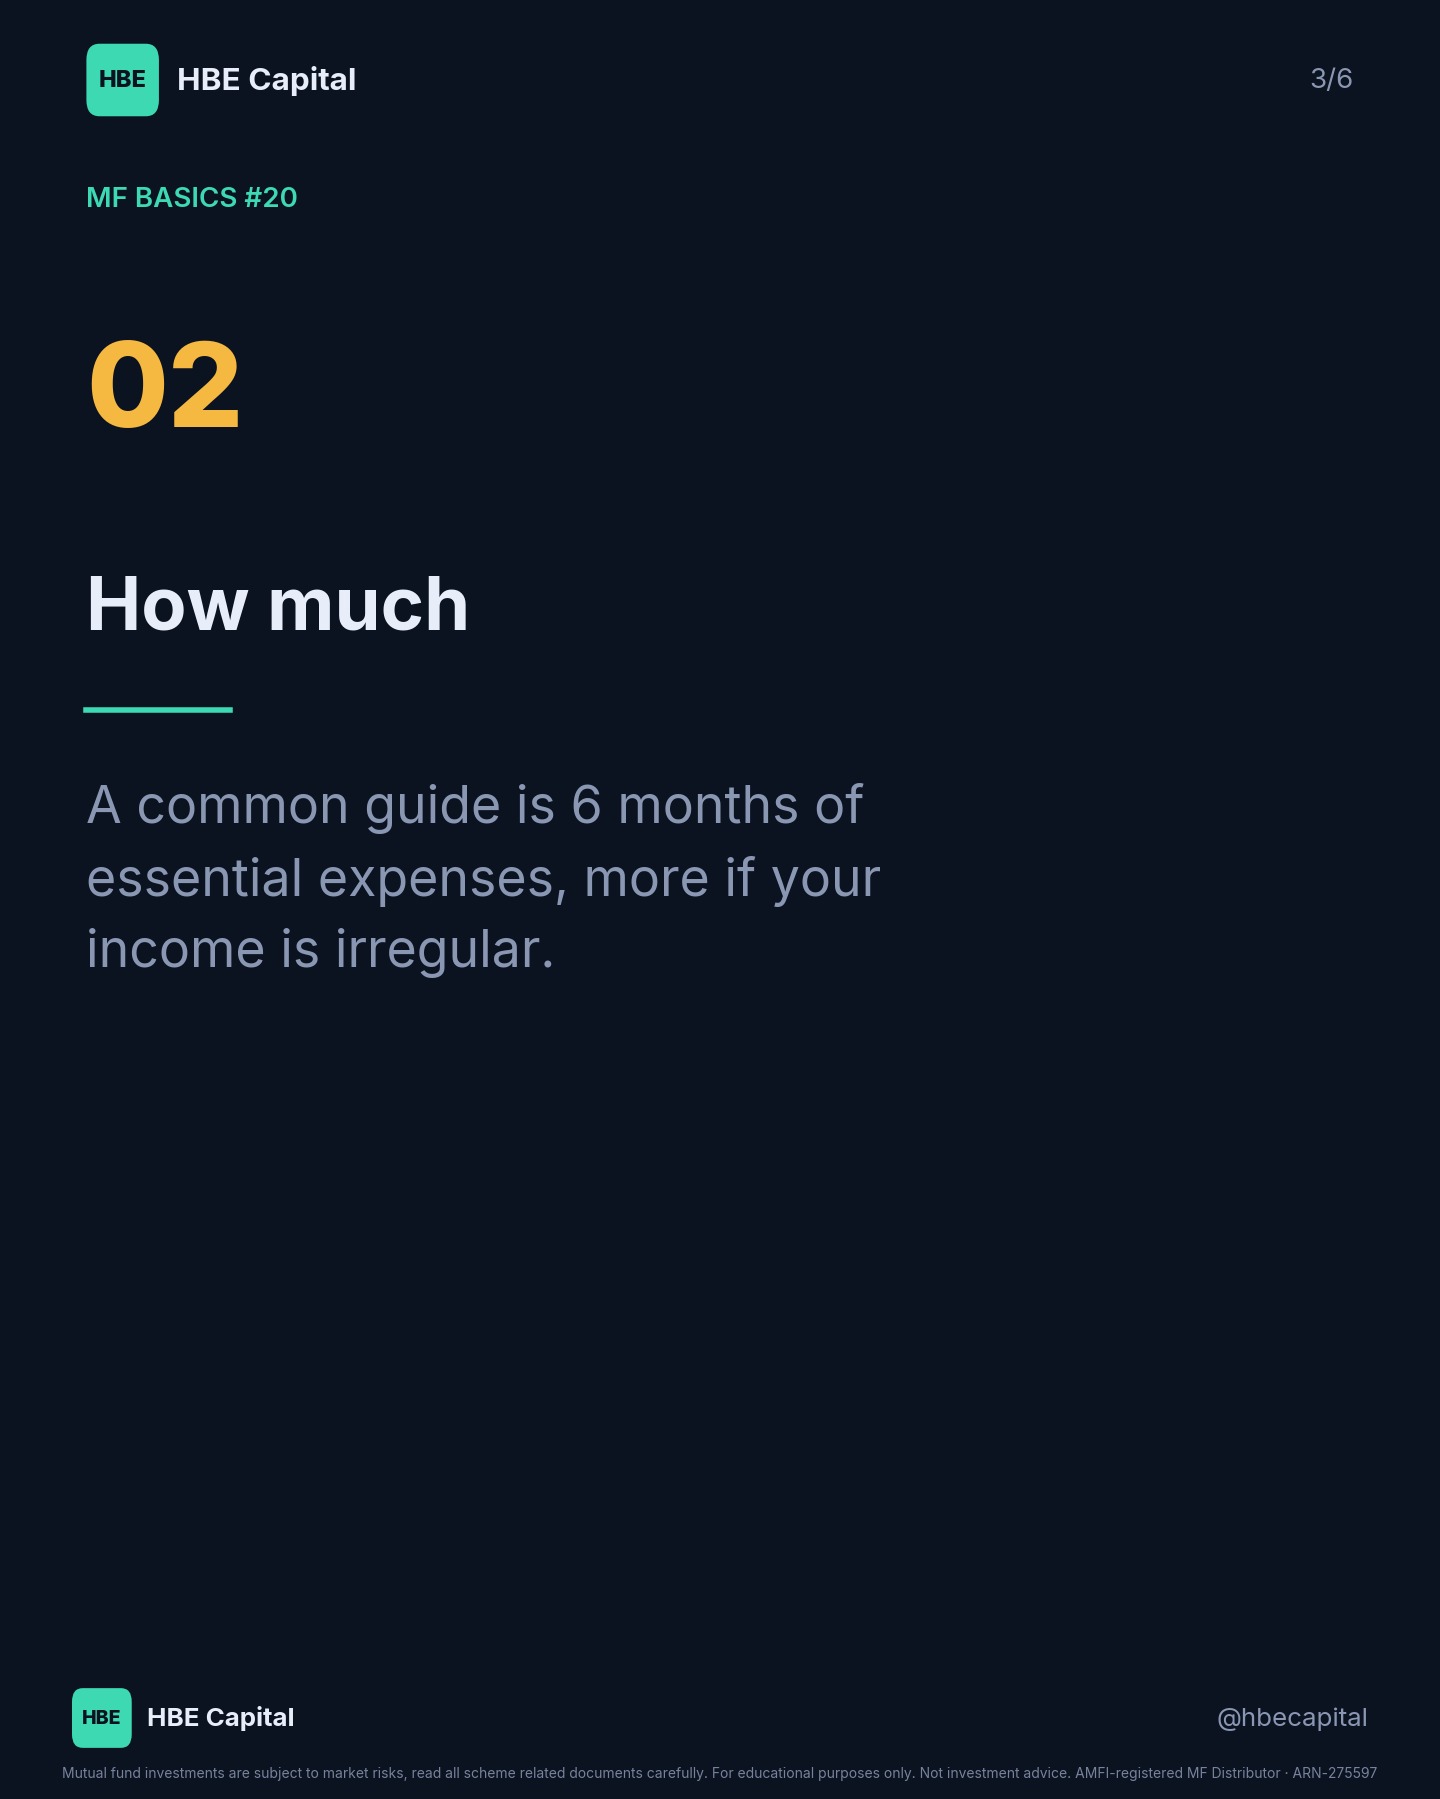 HBE
HBE Capital
3/6
MF BASICS #20
02
How much
A common guide is 6 months of
essential expenses, more if your
income is irregular.
HBE
HBE Capital
@hbecapital
Mutual fund investments are subject to market risks, read all scheme related documents carefully. For educational purposes only. Not investment advice. AMFI-registered MF Distributor · ARN-275597